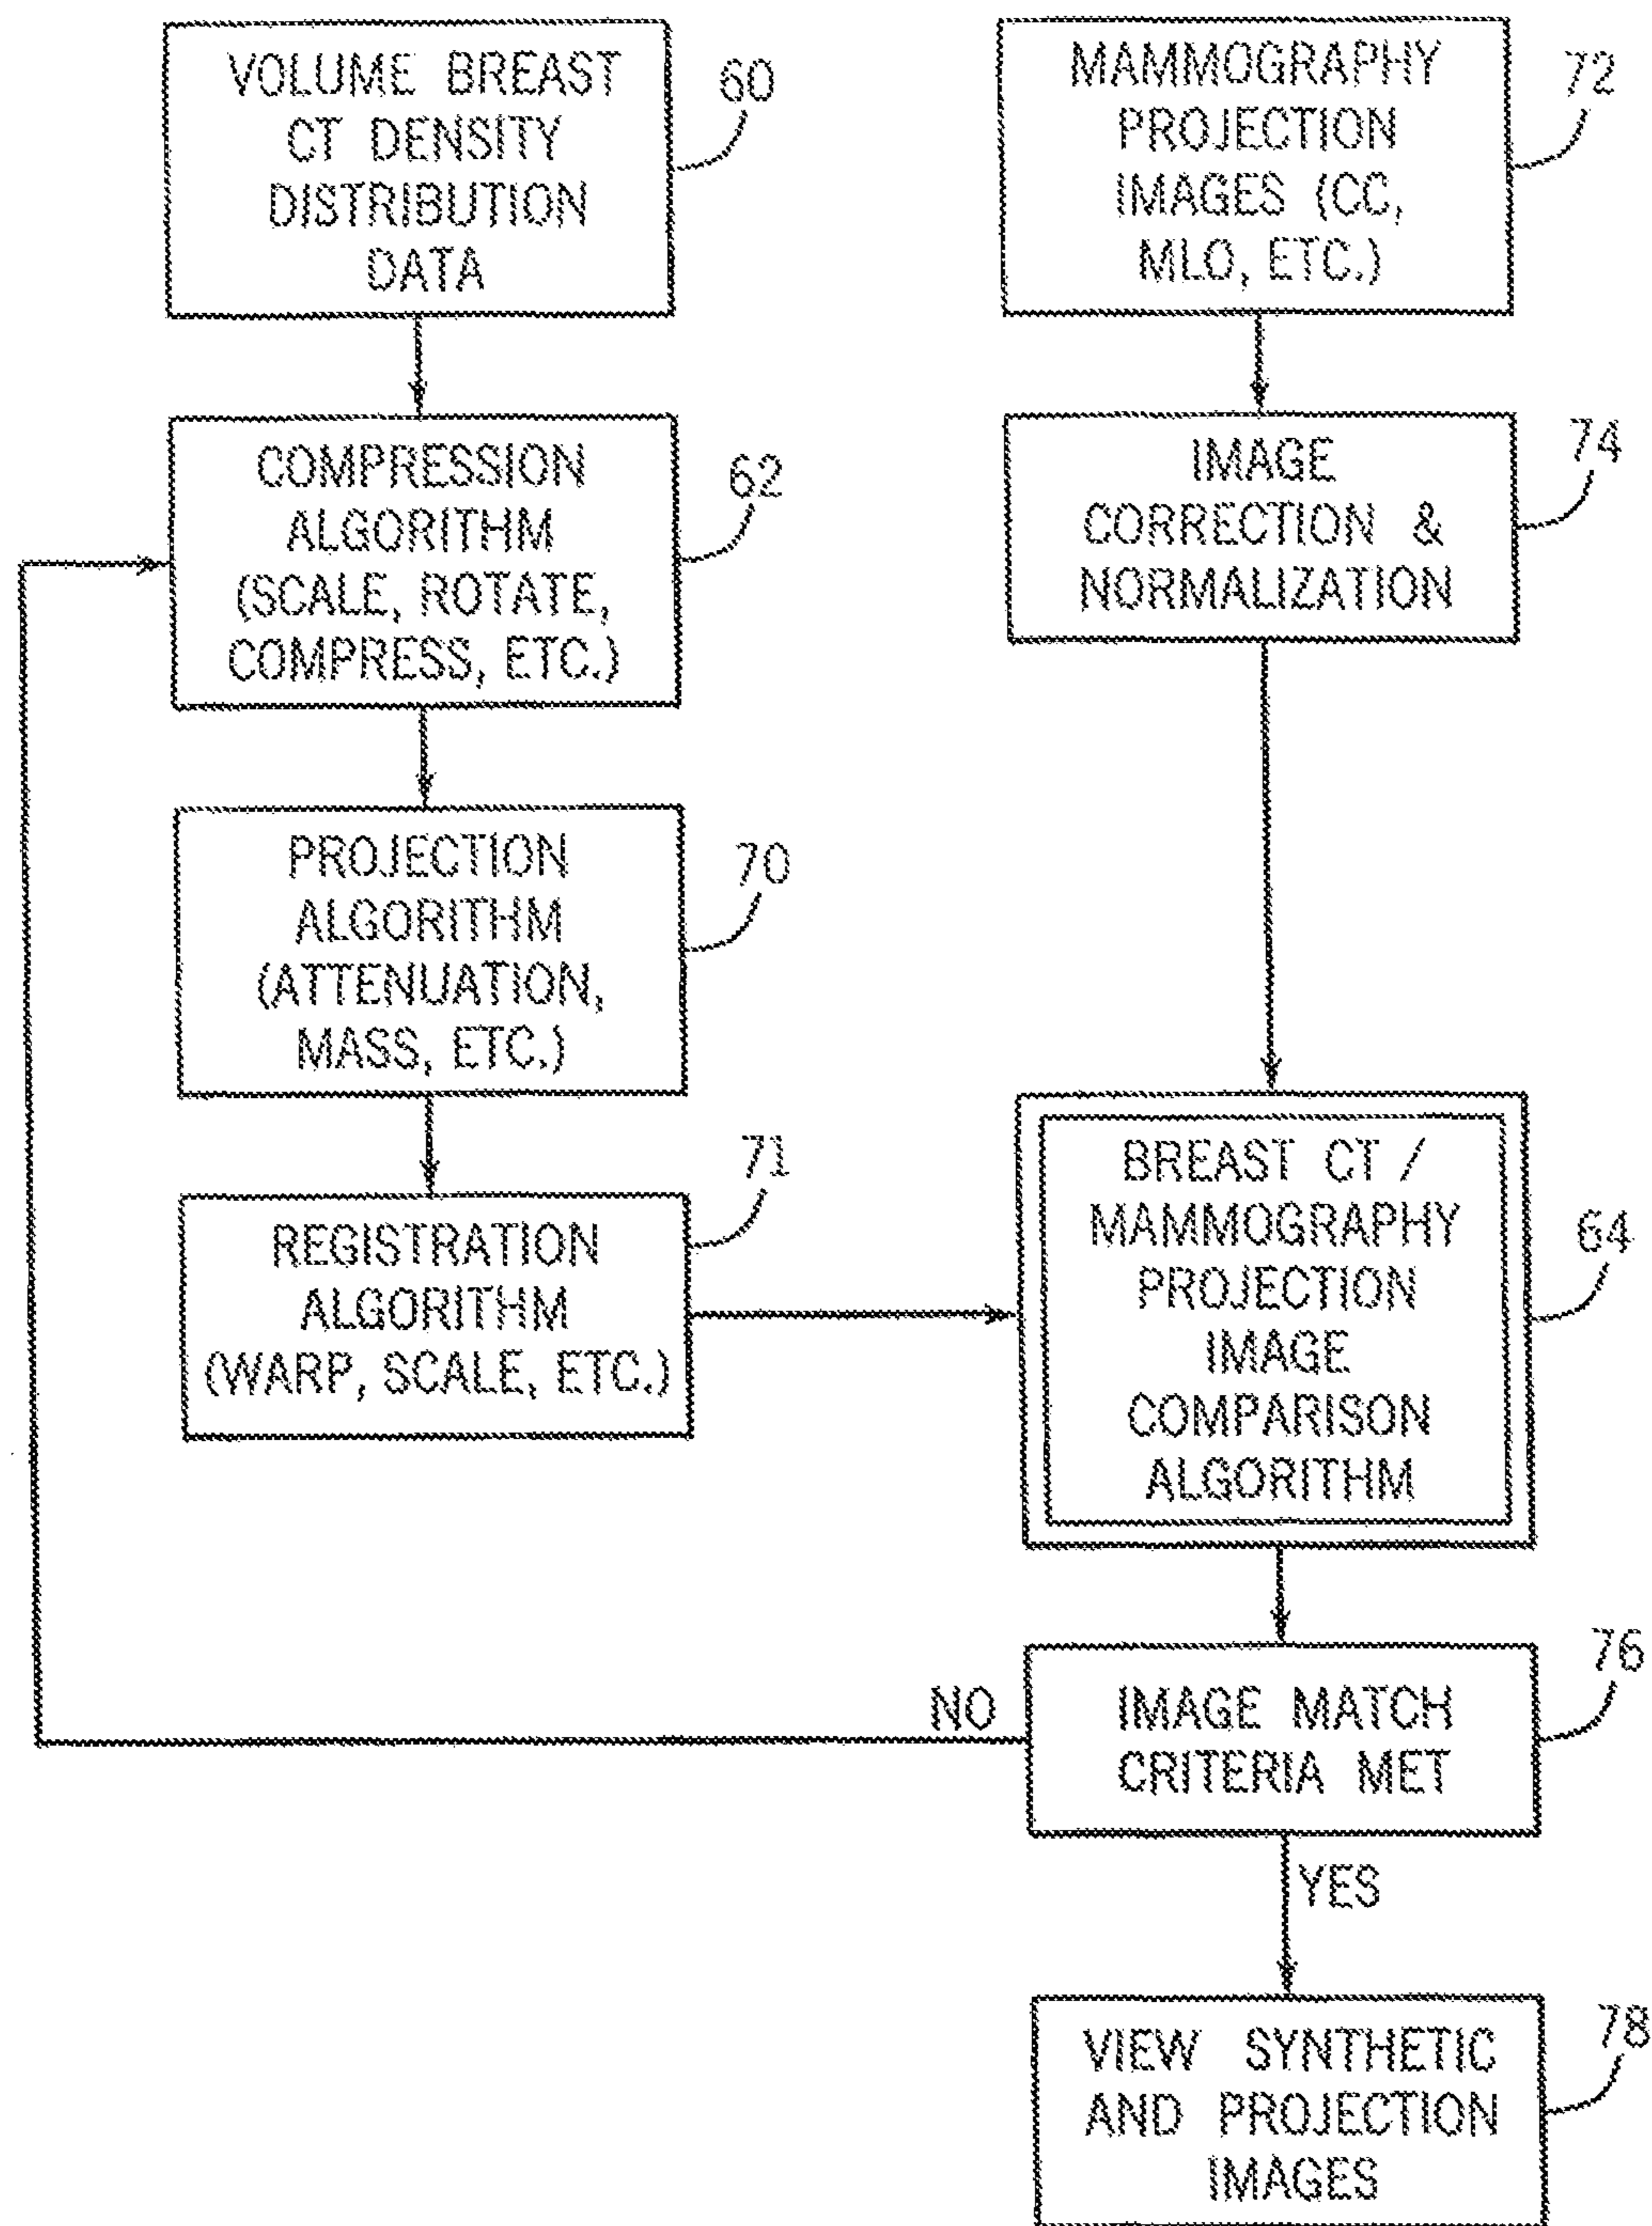 VOLUME BREAST
CT DENSITY
DISTRIBUTION
DATA
60
COMPRESSION
ALGORITHM
(SCALE, ROTATE,
COMPRESS, ETC.)
62
PROJECTION
ALGORITHM
(ATTENUATION,
MASS, ETC.)
70
REGISTRATION
ALGORITHM
(WARP, SCALE, ETC.)
71
MAMMOGRAPHY
PROJECTION
IMAGES (CC,
MLO, ETC.)
72
IMAGE
CORRECTION &
NORMALIZATION
74
BREAST CT /
MAMMOGRAPHY
PROJECTION
IMAGE
COMPARISON
ALGORITHM
64
IMAGE MATCH
CRITERIA MET
76
NO
YES
VIEW SYNTHETIC
AND PROJECTION
IMAGES
78